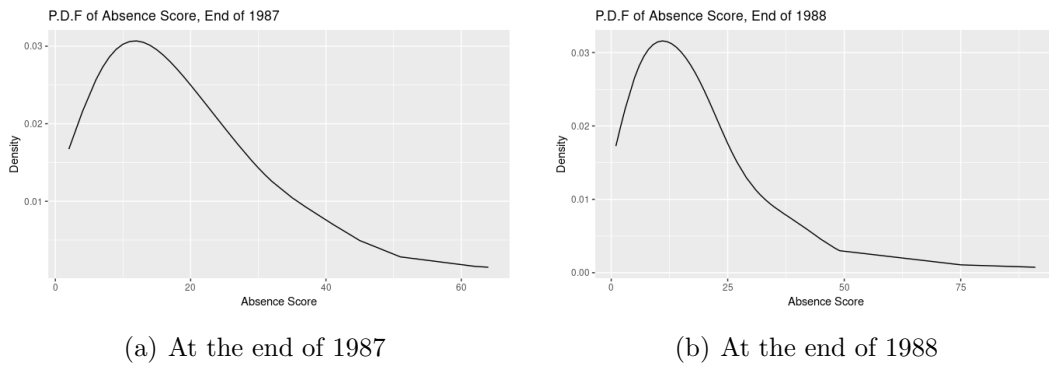 P.D.F of Absence Score, End of 1987
0.03
0.02
0.01
Density
0 20 40 60
Absence Score
(a) At the end of 1987
P.D.F of Absence Score, End of 1988
0.03
0.02
0.01
0.00
Density
0 25 50 75
Absence Score
(b) At the end of 1988